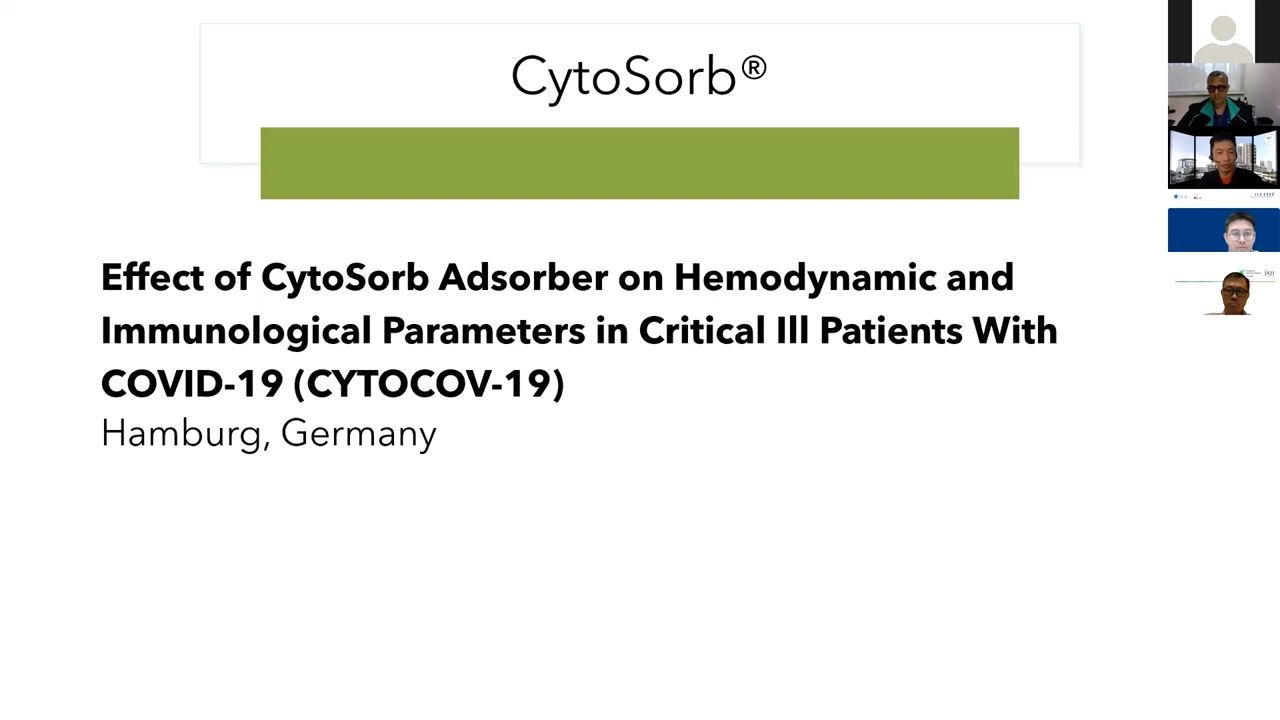 CytoSorb®
Effect of CytoSorb Adsorber on Hemodynamic and
Immunological Parameters in Critical Ill Patients With
COVID-19 (CYTOCOV-19)
Hamburg, Germany